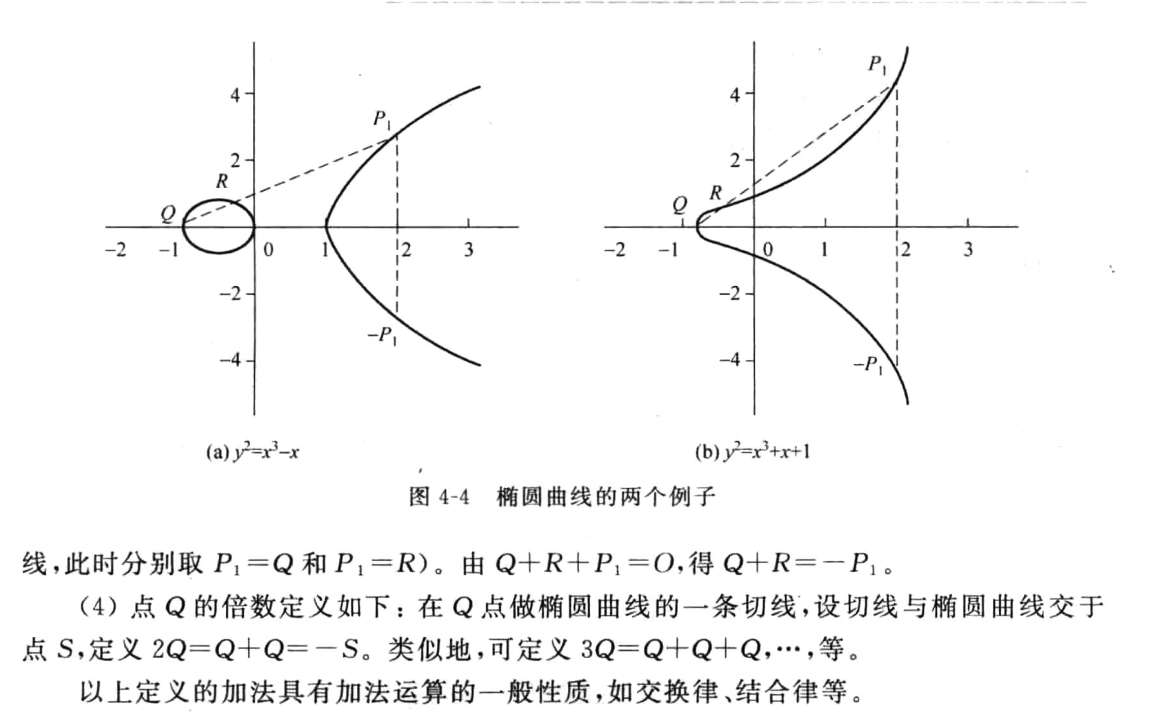 P₁
4
2
R
Q
-2 -1 0 1 2 3
-2
-P₁
-4
(a) y²=x³-x
P₁
4
2
R
Q
-2 -1 0 1 2 3
-2
-4
-P₁
(b) y²=x³+x+1
图 4-4 椭圆曲线的两个例子
线,此时分别取 P₁=Q 和 P₁=R)。由 Q+R+P₁=O,得 Q+R=-P₁。
(4) 点 Q 的倍数定义如下:在 Q 点做椭圆曲线的一条切线,设切线与椭圆曲线交于
点 S,定义 2Q=Q+Q=-S。类似地,可定义 3Q=Q+Q+Q,…,等。
以上定义的加法具有加法运算的一般性质,如交换律、结合律等。